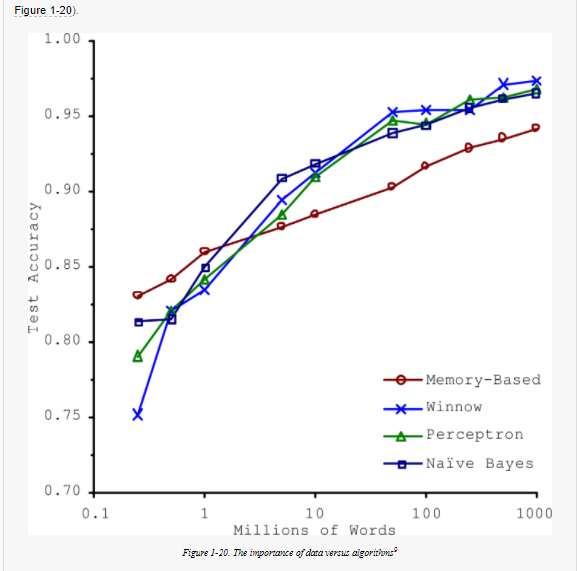 Figure 1-20).
1.00
0.95
0.90
0.85
0.80
0.75
0.70
Test Accuracy
Memory-Based
Winnow
Perceptron
Naïve Bayes
0.1 1 10 100 1000
Millions of Words
Figure 1-20. The importance of data versus algorithms⁹